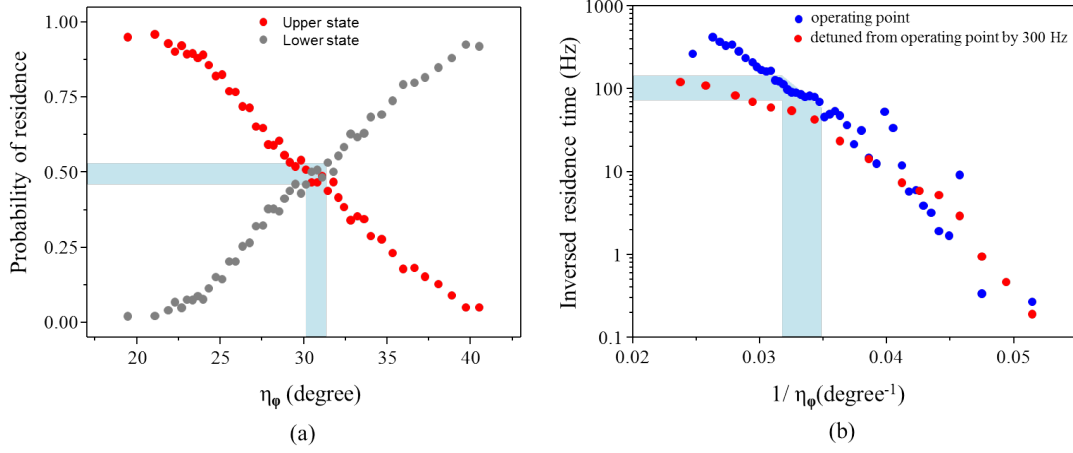 Upper state
Lower state
1.00
0.75
0.50
0.25
0.00
Probability of residence
20
25
30
35
40
ηφ (degree)
(a)
operating point
detuned from operating point by 300 Hz
1000
100
10
1
0.1
Inversed residence time (Hz)
0.02
0.03
0.04
0.05
1/ ηφ(degree-1)
(b)